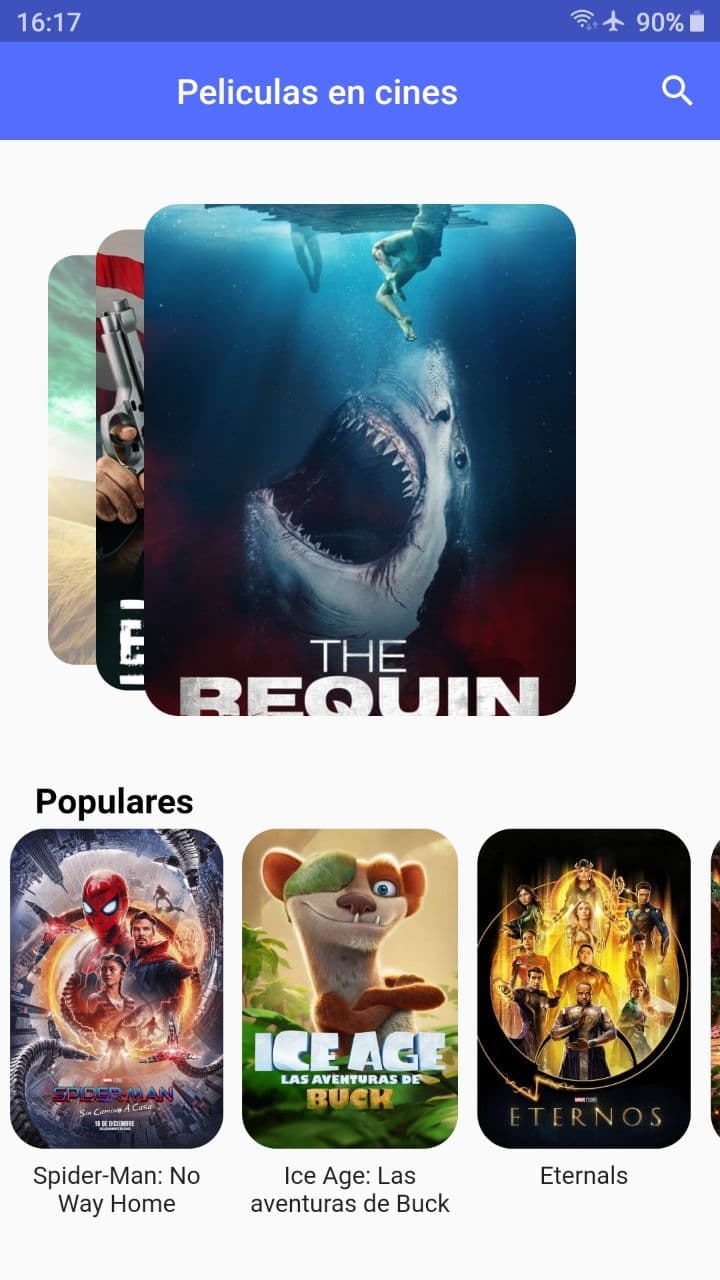 16:17
90%
Peliculas en cines
THE
REQUIN
Populares
SPIDER-MAN
Sin Camino A Casa
16 DE DICIEMBRE
ICE AGE
LAS AVENTURAS DE
BUCK
ETERNOS
Spider-Man: No
Way Home
Ice Age: Las
aventuras de Buck
Eternals